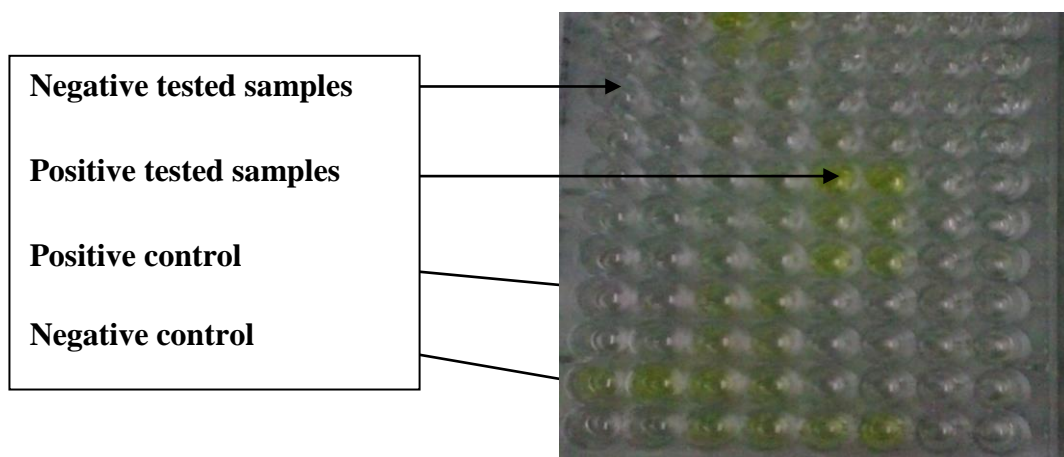 Negative tested samples
Positive tested samples
Positive control
Negative control